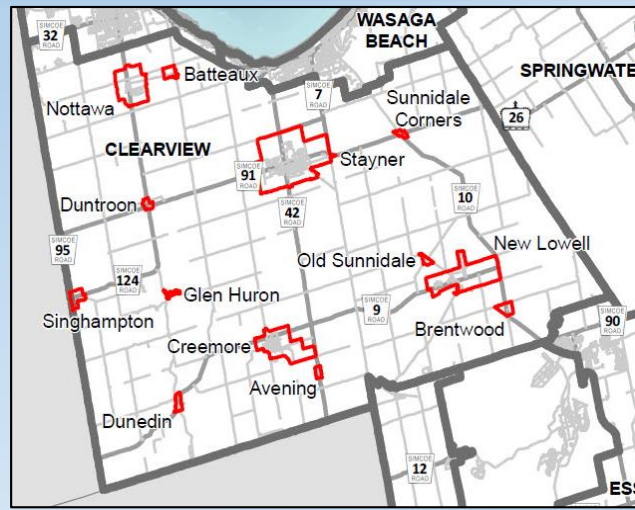 WASAGA
BEACH
SIMCOE
32
ROAD
Batteaux
SIMCOE
7
ROAD
Sunnidale
Corners
SPRINGWATE
Nottawa
26
CLEARVIEW
Stayner
SIMCOE
91
ROAD
Duntroon
SIMCOE
42
ROAD
SIMCOE
10
ROAD
SIMCOE
95
ROAD
Old Sunnidale
New Lowell
SIMCOE
124
ROAD
Glen Huron
Singhampton
SIMCOE
9
ROAD
Brentwood
SIMCOE
90
ROAD
Creemore
Avening
Dunedin
SIMCOE
12
ROAD
ESS